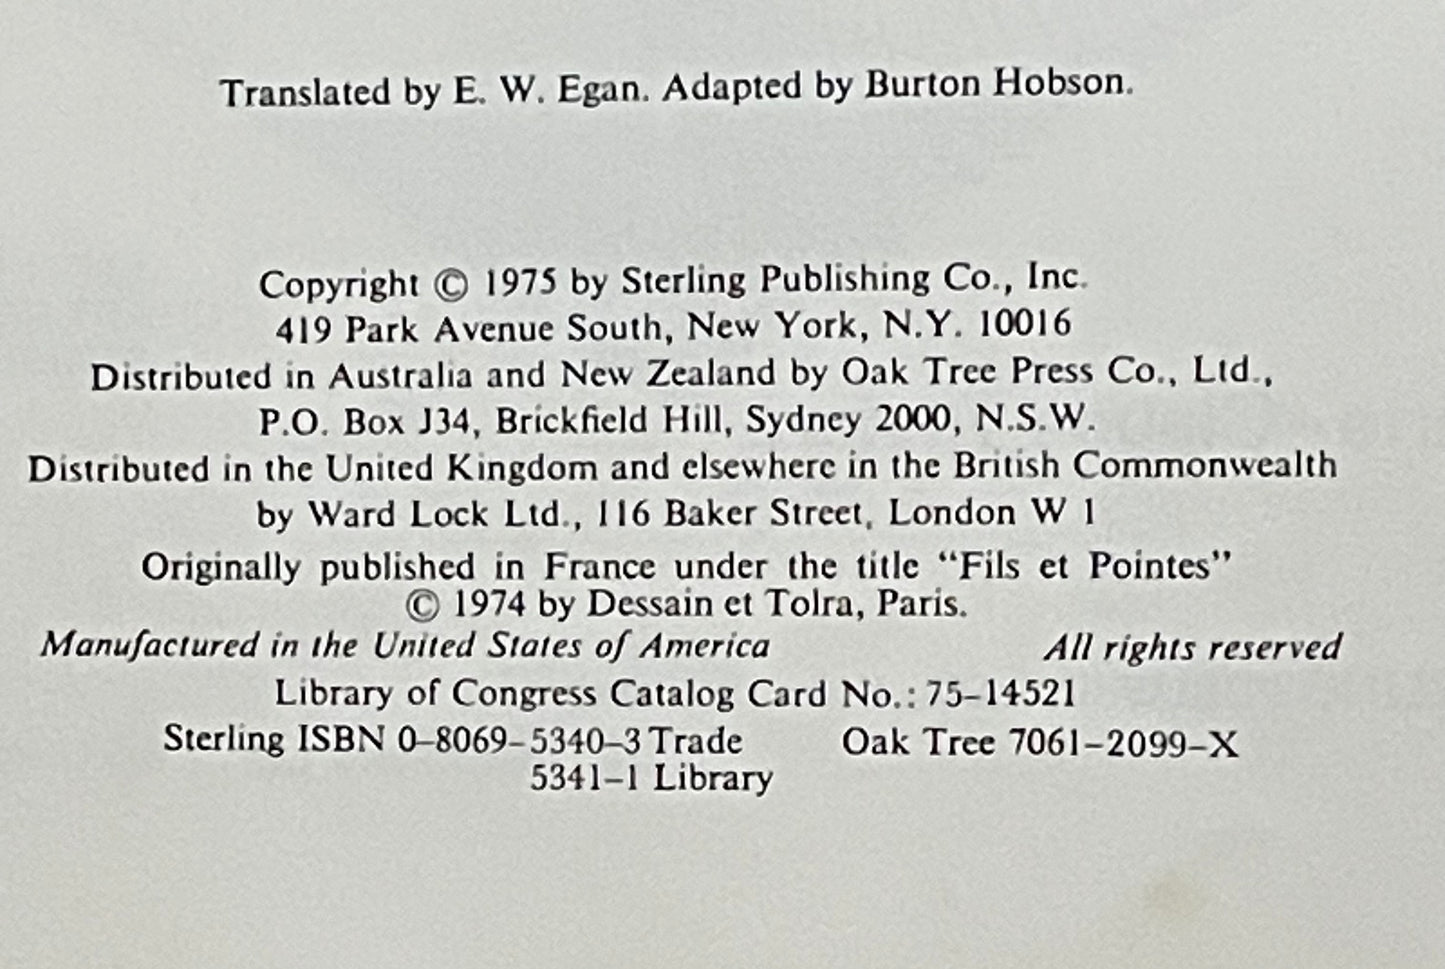 Translated by E. W. Egan. Adapted by Burton Hobson.
Copyright © 1975 by Sterling Publishing Co., Inc.
419 Park Avenue South, New York, N.Y. 10016
Distributed in Australia and New Zealand by Oak Tree Press Co., Ltd.,
P.O. Box J34, Brickfield Hill, Sydney 2000, N.S.W.
Distributed in the United Kingdom and elsewhere in the British Commonwealth
by Ward Lock Ltd., 116 Baker Street, London W 1
Originally published in France under the title “Fils et Pointes”
© 1974 by Dessain et Tolra, Paris.
Manufactured in the United States of America All rights reserved
Library of Congress Catalog Card No.: 75–14521
Sterling ISBN 0–8069–5340–3 Trade Oak Tree 7061–2099–X
5341–1 Library